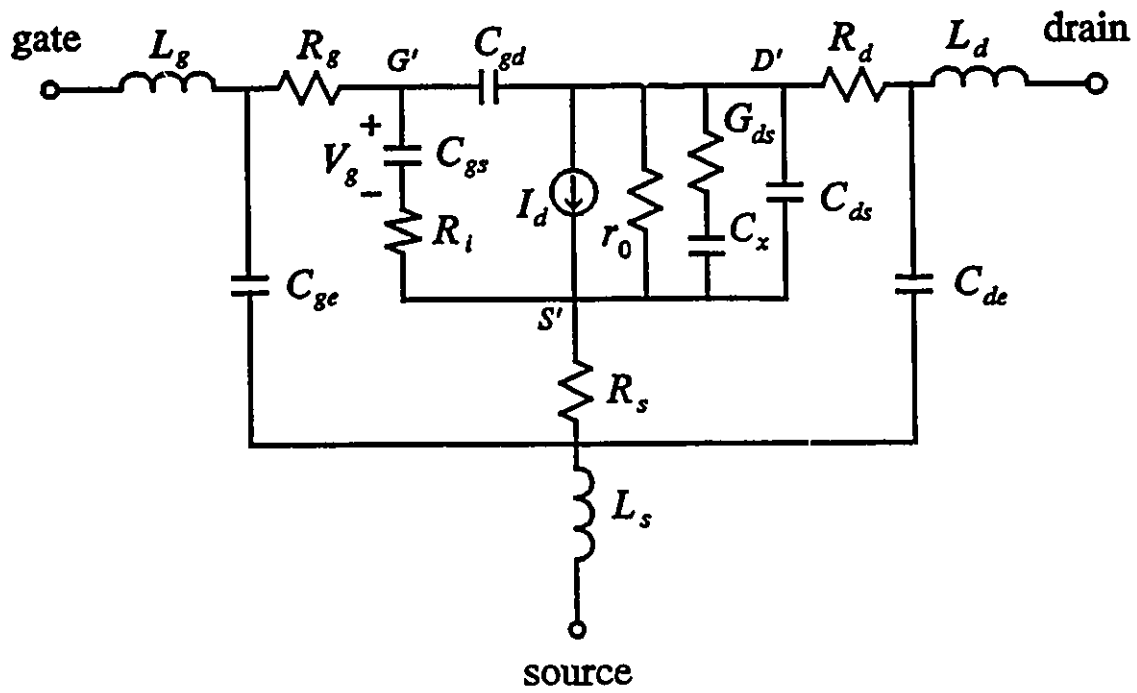 gate
L_g
R_g
G'
C_gd
D'
R_d
L_d
drain
+
V_g
−
C_gs
R_i
I_d
r_0
G_ds
C_x
C_ds
C_ge
C_de
S'
R_s
L_s
source